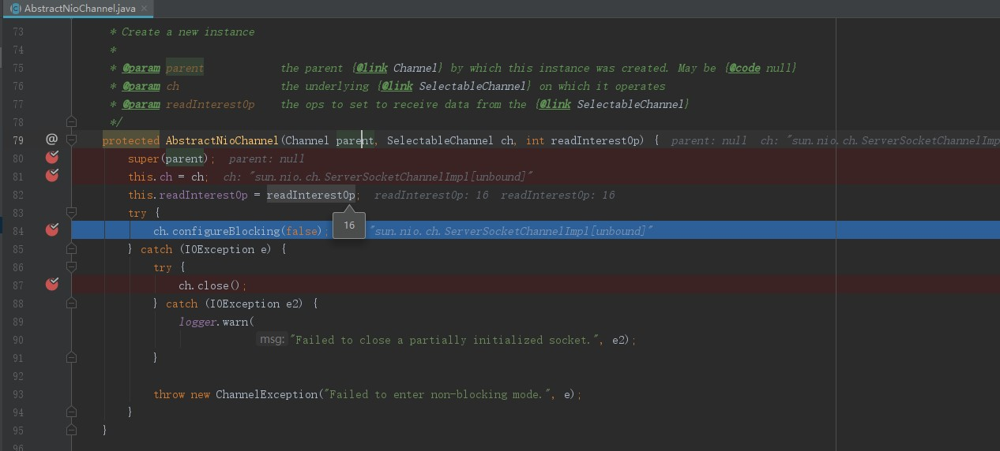 AbstractNioChannel.java
73 * Create a new instance
74 *
75 * @param parent the parent {@link Channel} by which this instance was created. May be {@code null}
76 * @param ch the underlying {@link SelectableChannel} on which it operates
77 * @param readInterestOp the ops to set to receive data from the {@link SelectableChannel}
78 */
79 @ protected AbstractNioChannel(Channel parent, SelectableChannel ch, int readInterestOp) { parent: null ch: "sun.nio.ch.ServerSocketChannelImp
80 super(parent); parent: null
81 this.ch = ch; ch: "sun.nio.ch.ServerSocketChannelImpl[unbound]"
82 this.readInterestOp = readInterestOp; readInterestOp: 16 readInterestOp: 16
83 try {
84 ch.configureBlocking(false); "sun.nio.ch.ServerSocketChannelImpl[unbound]"
16
85 } catch (IOException e) {
86 try {
87 ch.close();
88 } catch (IOException e2) {
89 logger.warn(
90 msg: "Failed to close a partially initialized socket.", e2);
91 }
92
93 throw new ChannelException("Failed to enter non-blocking mode.", e);
94 }
95 }
96